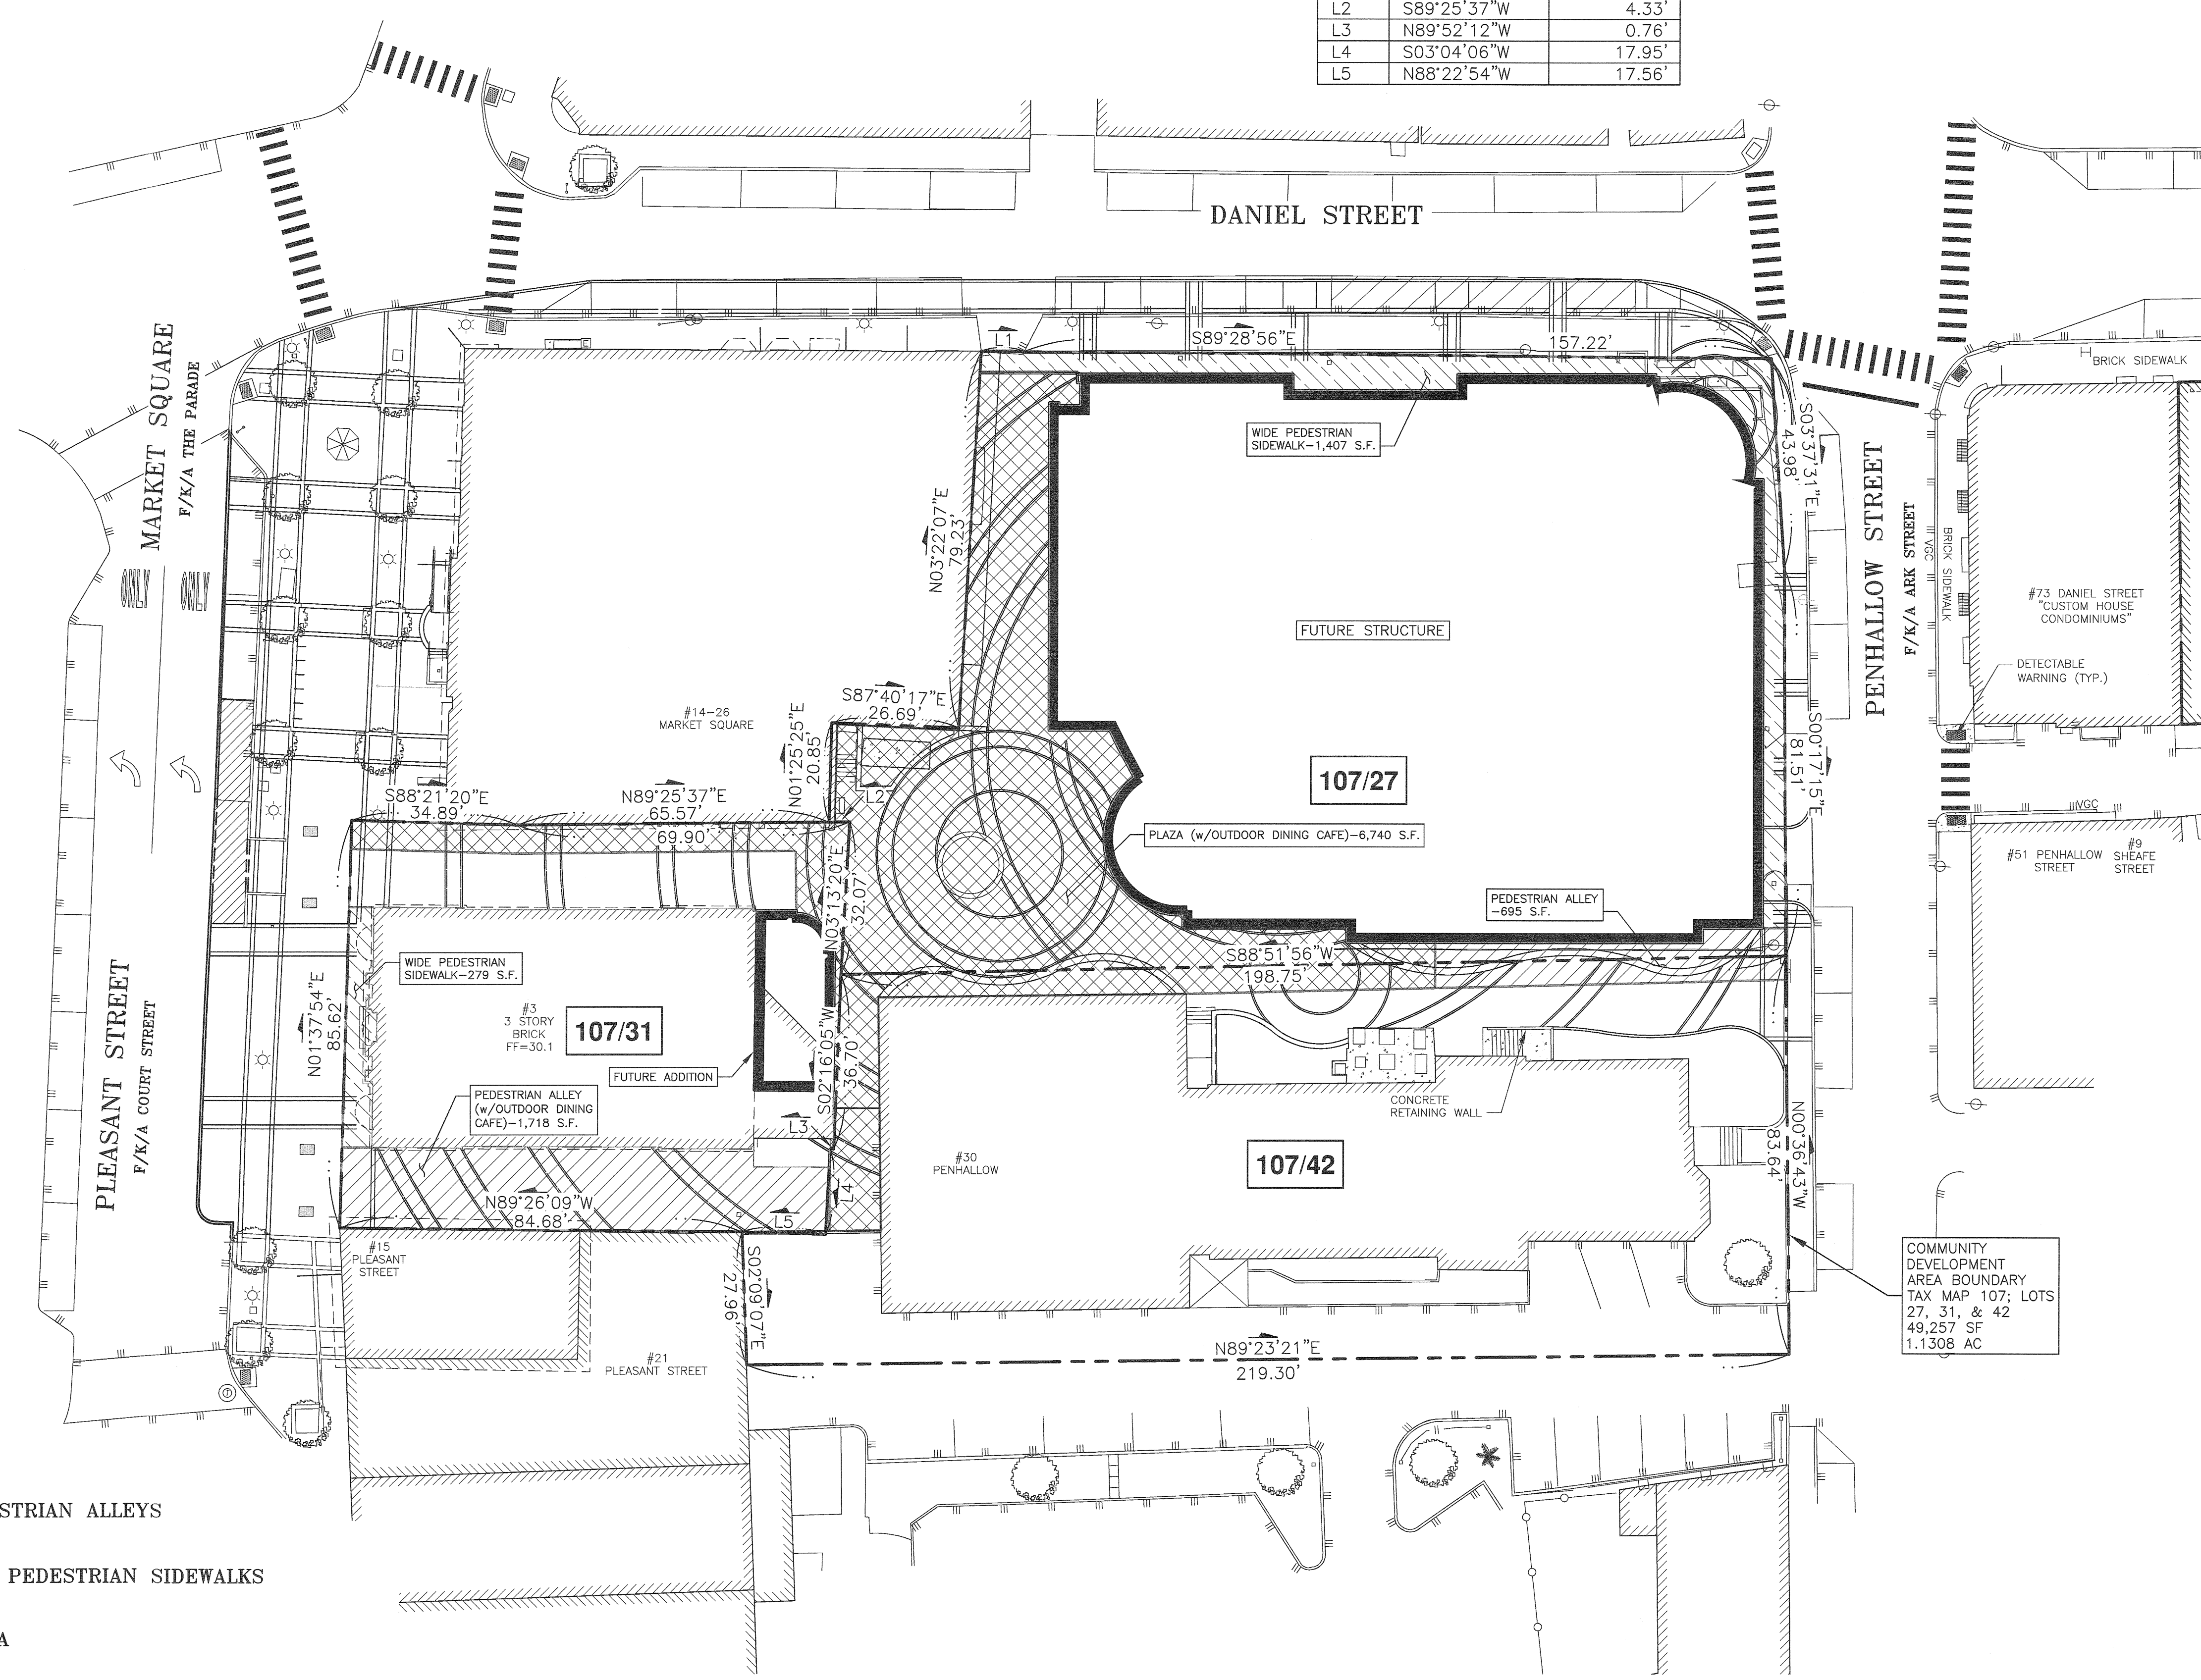 L2 S89°25'37"W 4.33'
L3 N89°52'12"W 0.76'
L4 S03°04'06"W 17.95'
L5 N88°22'54"W 17.56'
DANIEL STREET
MARKET SQUARE
F/K/A THE PARADE
L1
S89°28'56"E
157.22'
BRICK SIDEWALK
WIDE PEDESTRIAN
SIDEWALK-1,407 S.F.
S03°37'31"E
43.98'
PENHALLOW STREET
F/K/A ARK STREET
VGC
BRICK SIDEWALK
N03°22'07"E
79.23'
ONLY
ONLY
#73 DANIEL STREET
"CUSTOM HOUSE
CONDOMINIUMS"
FUTURE STRUCTURE
DETECTABLE
WARNING (TYP.)
S87°40'17"E
26.69'
#14-26
MARKET SQUARE
N01°25'25"E
20.85'
S00°17'15"E
81.51'
107/27
L2
S88°21'20"E
34.89'
N89°25'37"E
65.57'
69.90'
VGC
PLAZA (w/OUTDOOR DINING CAFE)-6,740 S.F.
#51 PENHALLOW
STREET
#9
SHEAFE
STREET
N03°13'20"E
32.07'
PEDESTRIAN ALLEY
-695 S.F.
S88°51'56"W
198.75'
WIDE PEDESTRIAN
SIDEWALK-279 S.F.
PLEASANT STREET
F/K/A COURT STREET
N01°37'54"E
85.62'
#3
3 STORY
BRICK
FF=30.1
107/31
S02°16'05"W
36.70'
FUTURE ADDITION
PEDESTRIAN ALLEY
(w/OUTDOOR DINING
CAFE)-1,718 S.F.
CONCRETE
RETAINING WALL
L3
#30
PENHALLOW
107/42
N00°36'43"W
83.64'
L4
N89°26'09"W
84.68'
L5
#15
PLEASANT
STREET
S02°09'07"E
27.96'
COMMUNITY
DEVELOPMENT
AREA BOUNDARY
TAX MAP 107; LOTS
27, 31, & 42
49,257 SF
1.1308 AC
N89°23'21"E
219.30'
#21
PLEASANT STREET
STRIAN ALLEYS
PEDESTRIAN SIDEWALKS
A